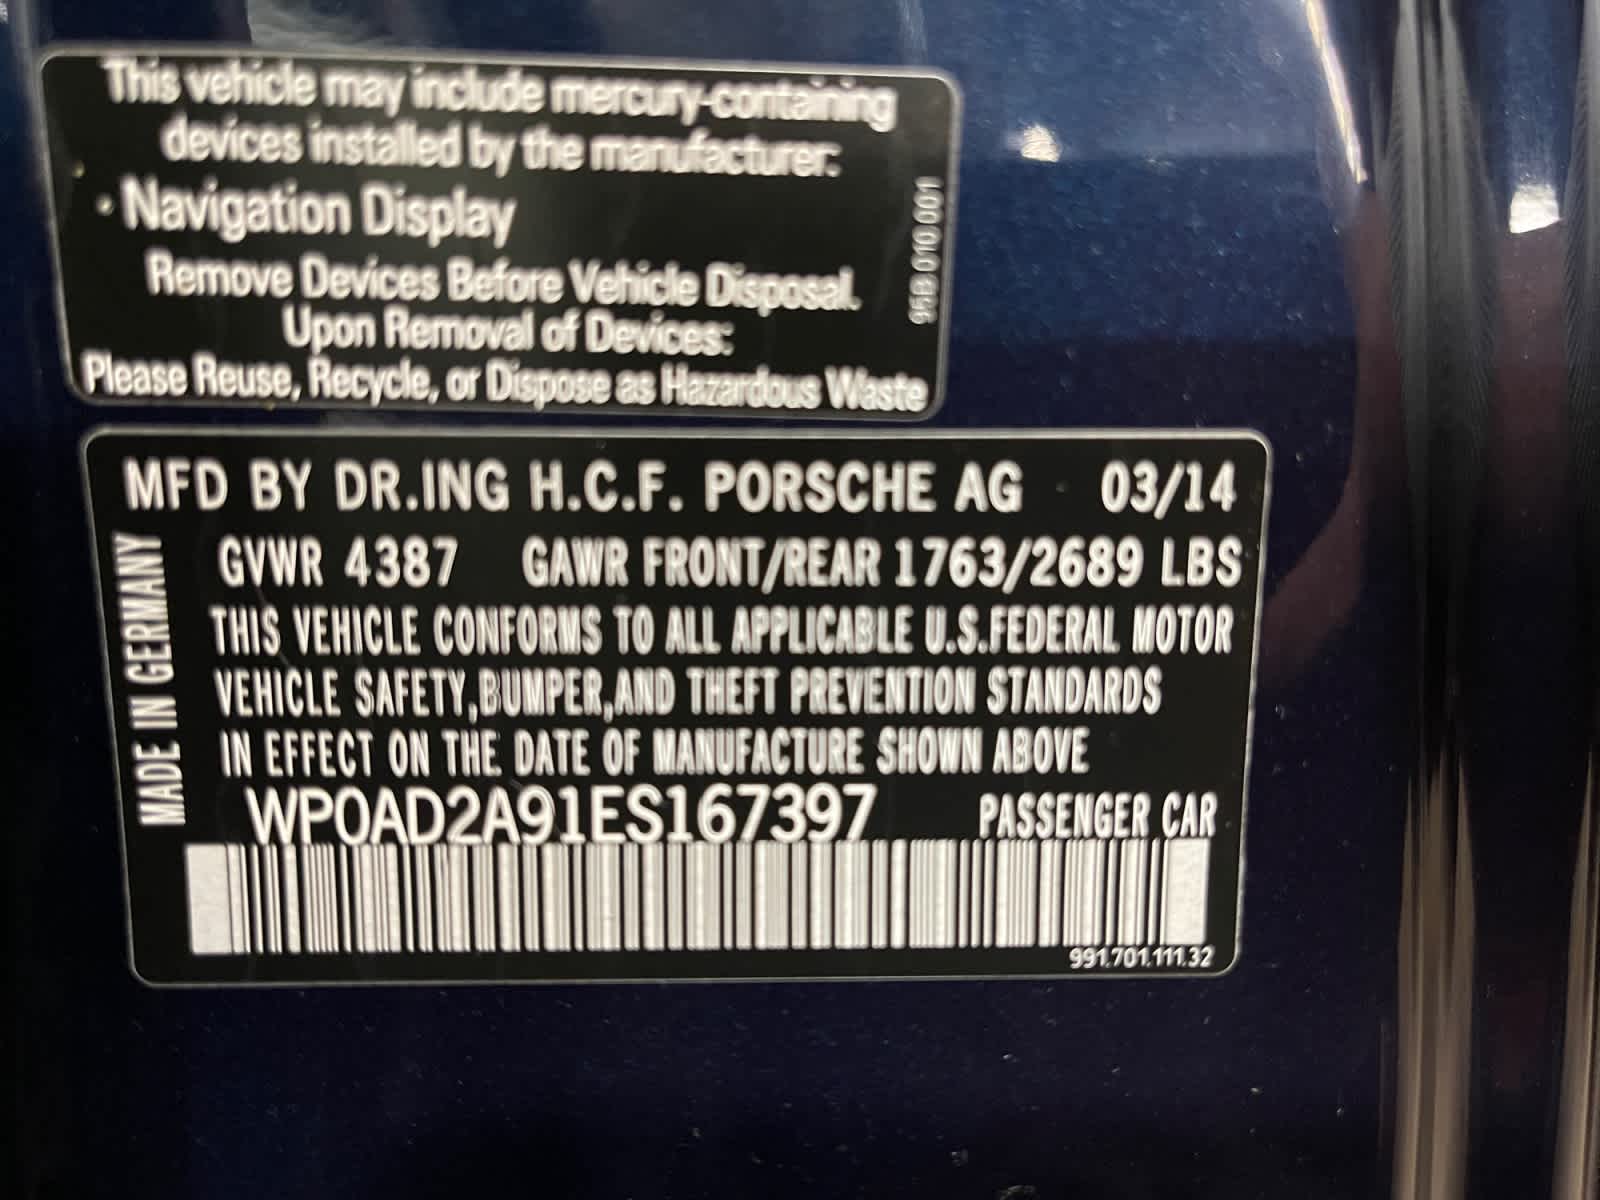 This vehicle may include mercury-containing
devices installed by the manufacturer:
· Navigation Display
Remove Devices Before Vehicle Disposal.
Upon Removal of Devices:
Please Reuse, Recycle, or Dispose as Hazardous Waste
95B 010 001
MFD BY DR.ING H.C.F. PORSCHE AG 03/14
GVWR 4387 GAWR FRONT/REAR 1763/2689 LBS
THIS VEHICLE CONFORMS TO ALL APPLICABLE U.S.FEDERAL MOTOR
VEHICLE SAFETY,BUMPER,AND THEFT PREVENTION STANDARDS
IN EFFECT ON THE DATE OF MANUFACTURE SHOWN ABOVE
WP0AD2A91ES167397 PASSENGER CAR
MADE IN GERMANY
991.701.111.32